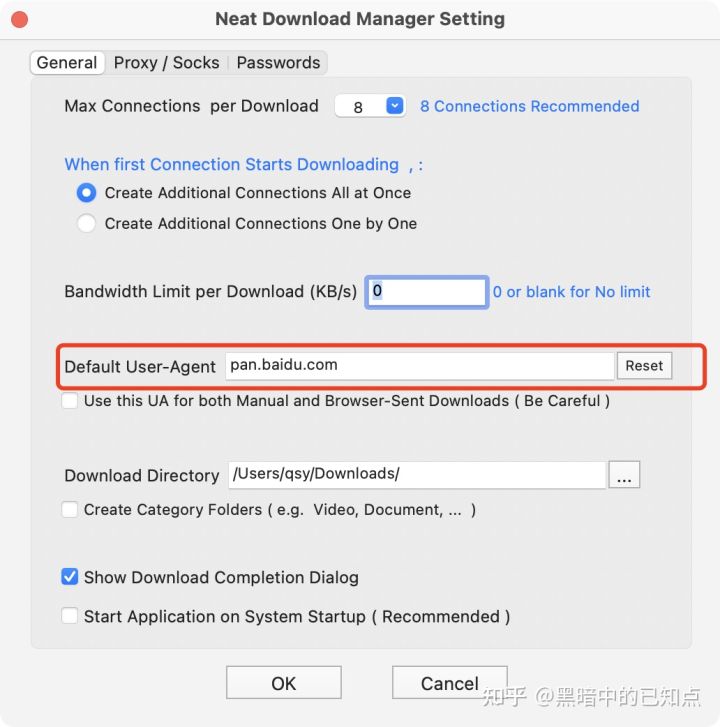 Neat Download Manager Setting
General Proxy / Socks Passwords
Max Connections per Download 8 8 Connections Recommended
When first Connection Starts Downloading , :
Create Additional Connections All at Once
Create Additional Connections One by One
Bandwidth Limit per Download (KB/s) 0 0 or blank for No limit
Default User-Agent pan.baidu.com Reset
Use this UA for both Manual and Browser-Sent Downloads ( Be Careful )
Download Directory /Users/qsy/Downloads/ ...
Create Category Folders ( e.g. Video, Document, ... )
Show Download Completion Dialog
Start Application on System Startup ( Recommended )
OK Cancel
知乎 @黑暗中的已知点